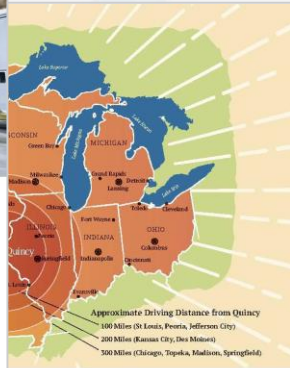 Lake Superior
Lake Huron
Lake Michigan
Lake Erie
CONSIN
Green Bay
MICHIGAN
Milwaukee
Madison
Grand Rapids
Lansing
Detroit
Chicago
Toledo
Cleveland
Fort Wayne
ILLINOIS
INDIANA
OHIO
Peoria
Columbus
Quincy
Springfield
Indianapolis
Cincinnati
Evansville
Approximate Driving Distance from Quincy
100 Miles (St Louis, Peoria, Jefferson City)
200 Miles (Kansas City, Des Moines)
300 Miles (Chicago, Topeka, Madison, Springfield)